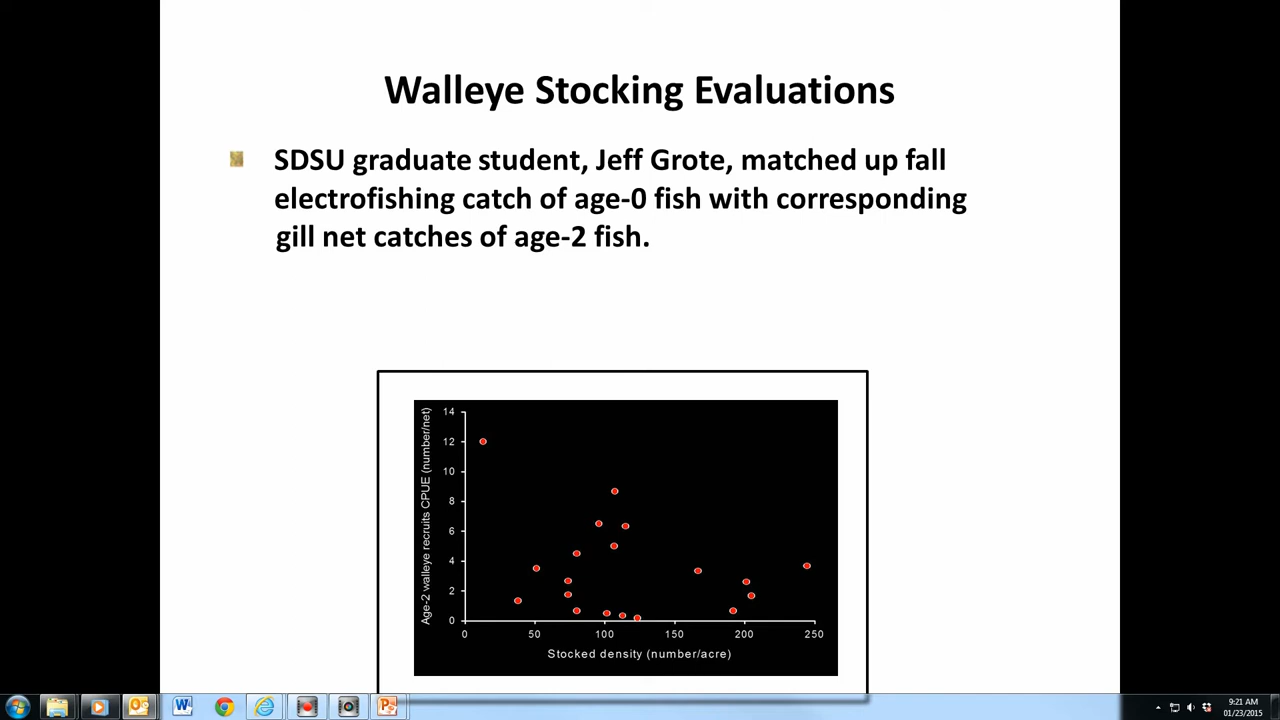 Walleye Stocking Evaluations
SDSU graduate student, Jeff Grote, matched up fall
electrofishing catch of age-0 fish with corresponding
gill net catches of age-2 fish.
Age-2 walleye recruits CPUE (number/net)
14
12
10
8
6
4
2
0
0 50 100 150 200 250
Stocked density (number/acre)
9:21 AM
01/23/2015